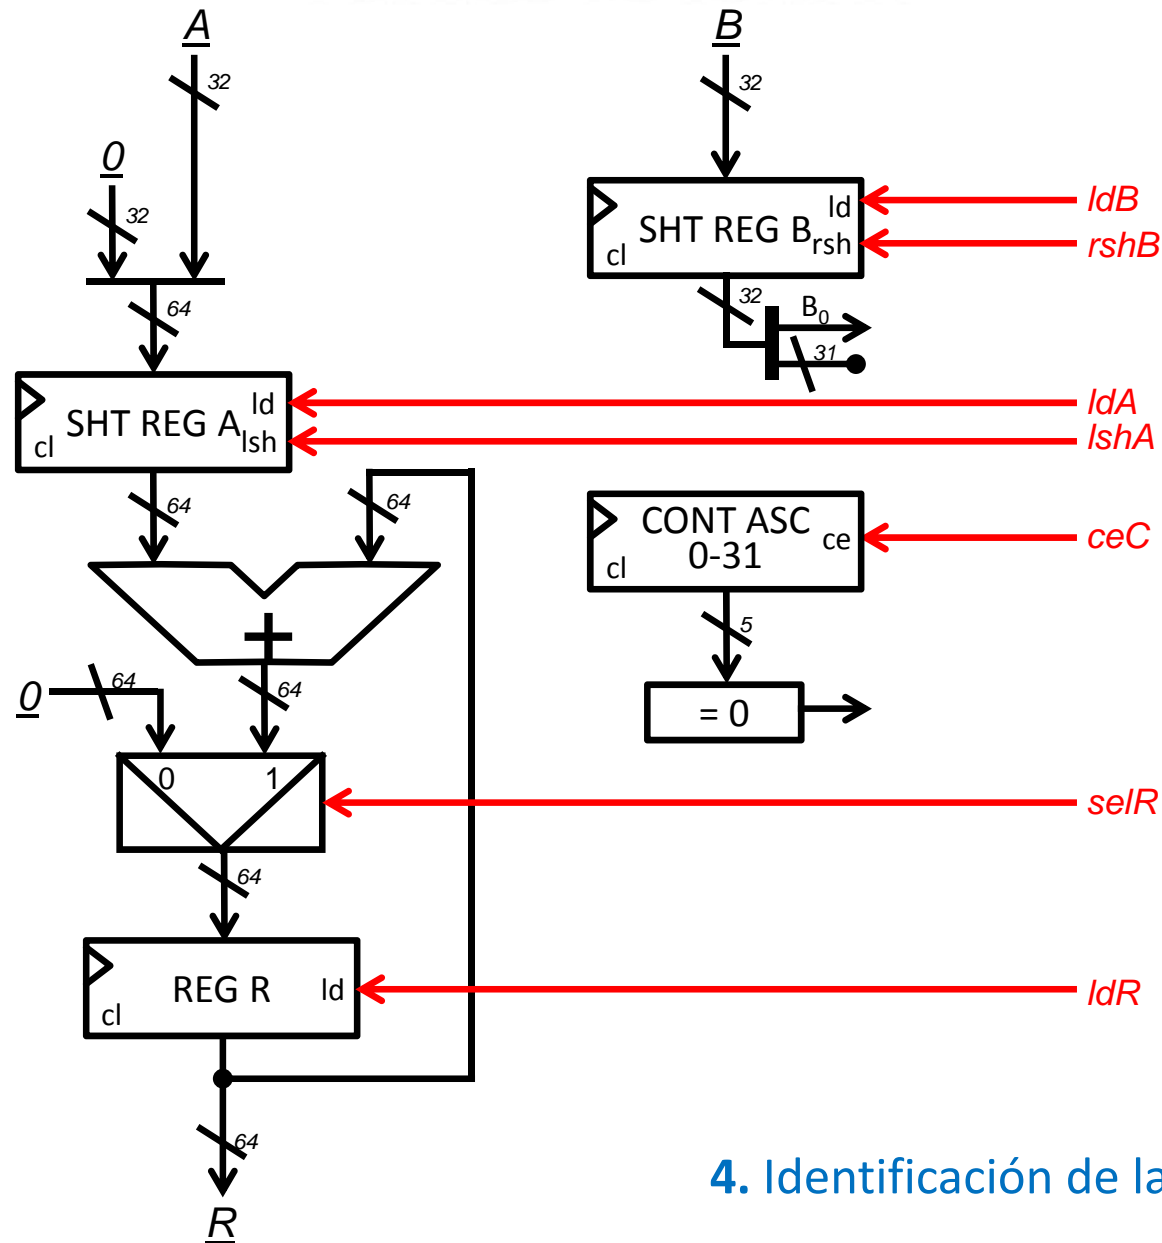 A
B
32
32
0
32
ld
ldB
SHT REG B
rsh
rshB
cl
64
32
B0
31
ld
ldA
SHT REG A
lsh
lshA
cl
64
64
CONT ASC
ce
ceC
0-31
cl
+
5
0
64
64
= 0
0
1
selR
64
REG R
ld
ldR
cl
64
4. Identificación de la
R